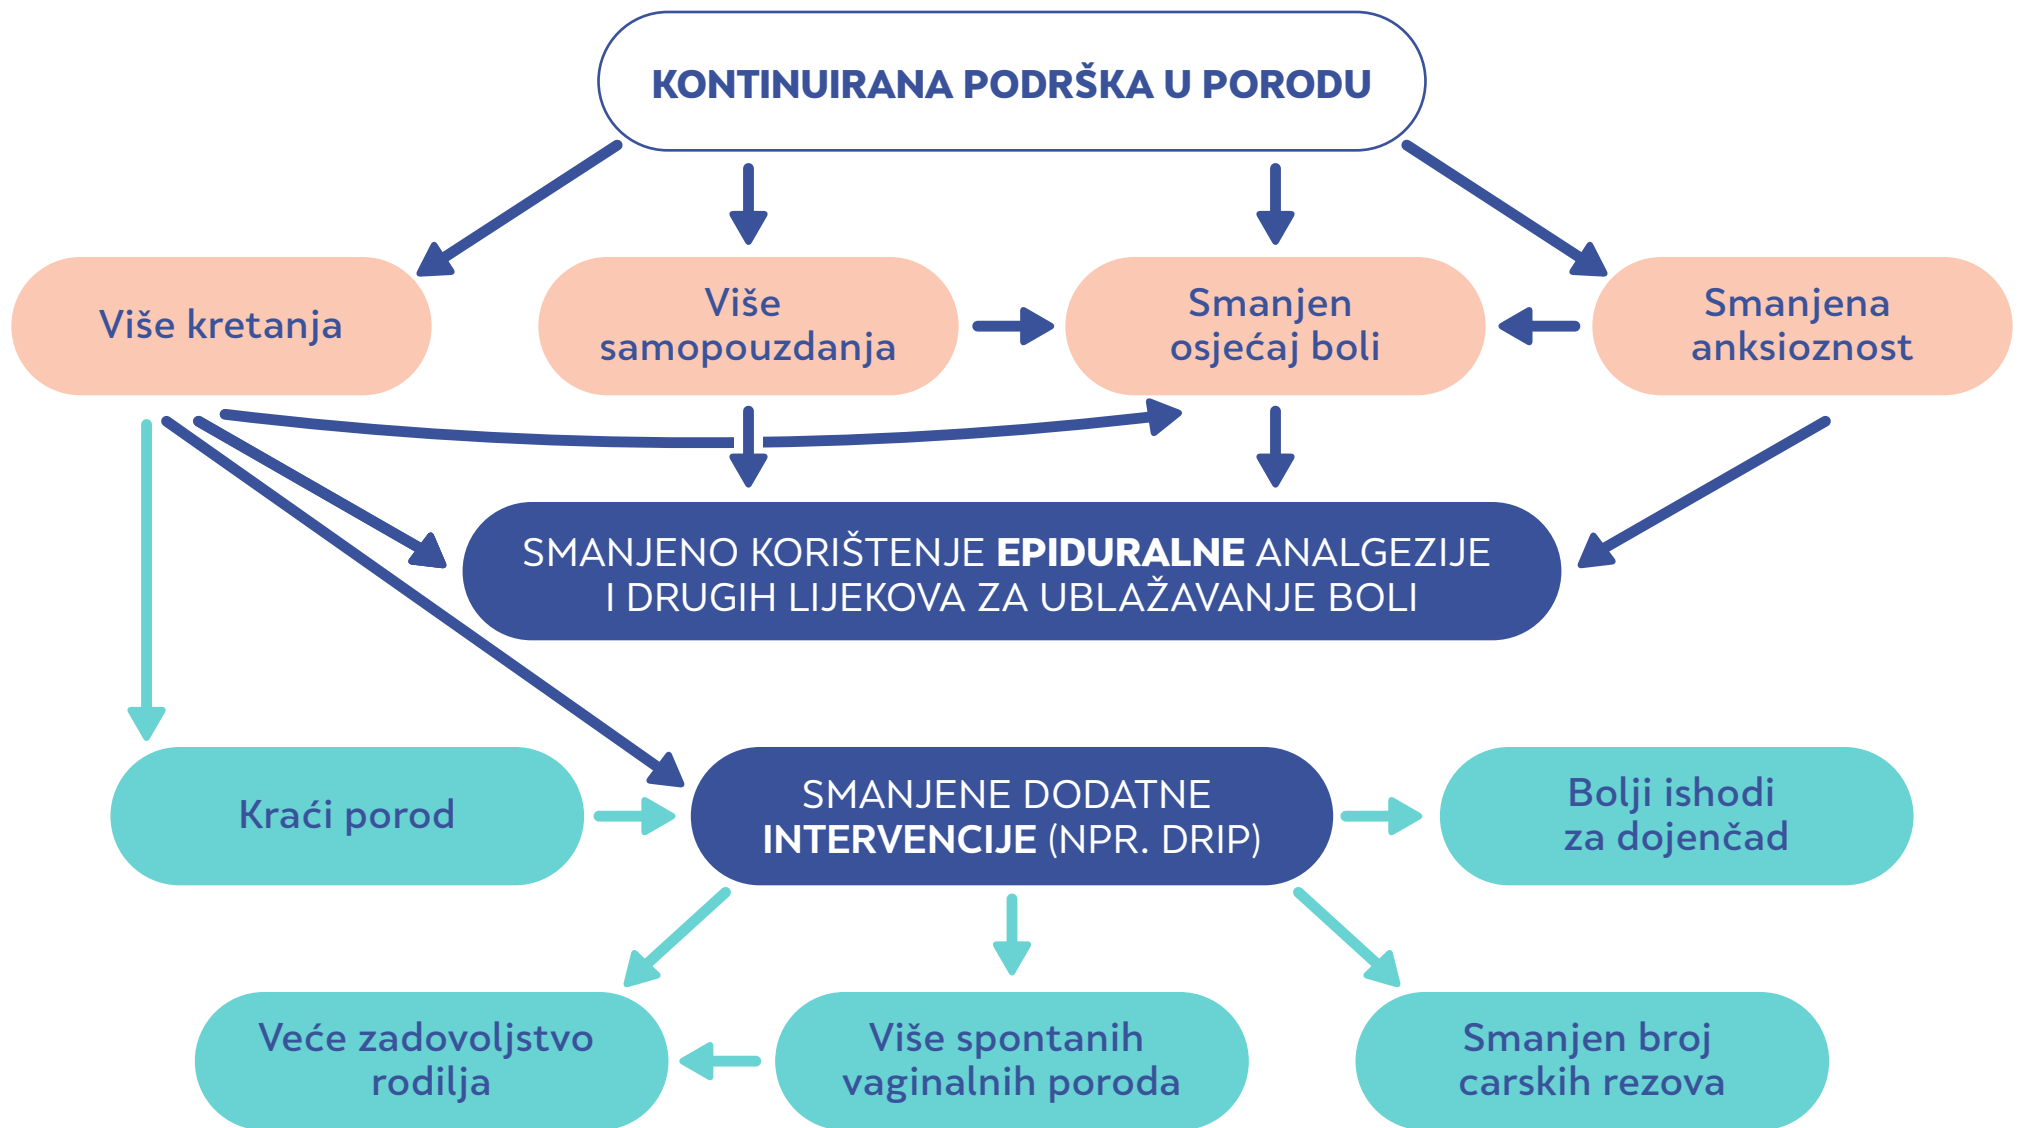 KONTINUIRANA PODRŠKA U PORODU
Više kretanja
Više
samopouzdanja
Smanjen
osjećaj boli
Smanjena
anksioznost
SMANJENO KORIŠTENJE EPIDURALNE ANALGEZIJE
I DRUGIH LIJEKOVA ZA UBLAŽAVANJE BOLI
Kraći porod
SMANJENE DODATNE
INTERVENCIJE (NPR. DRIP)
Bolji ishodi
za dojenčad
Veće zadovoljstvo
rodilja
Više spontanih
vaginalnih poroda
Smanjen broj
carskih rezova